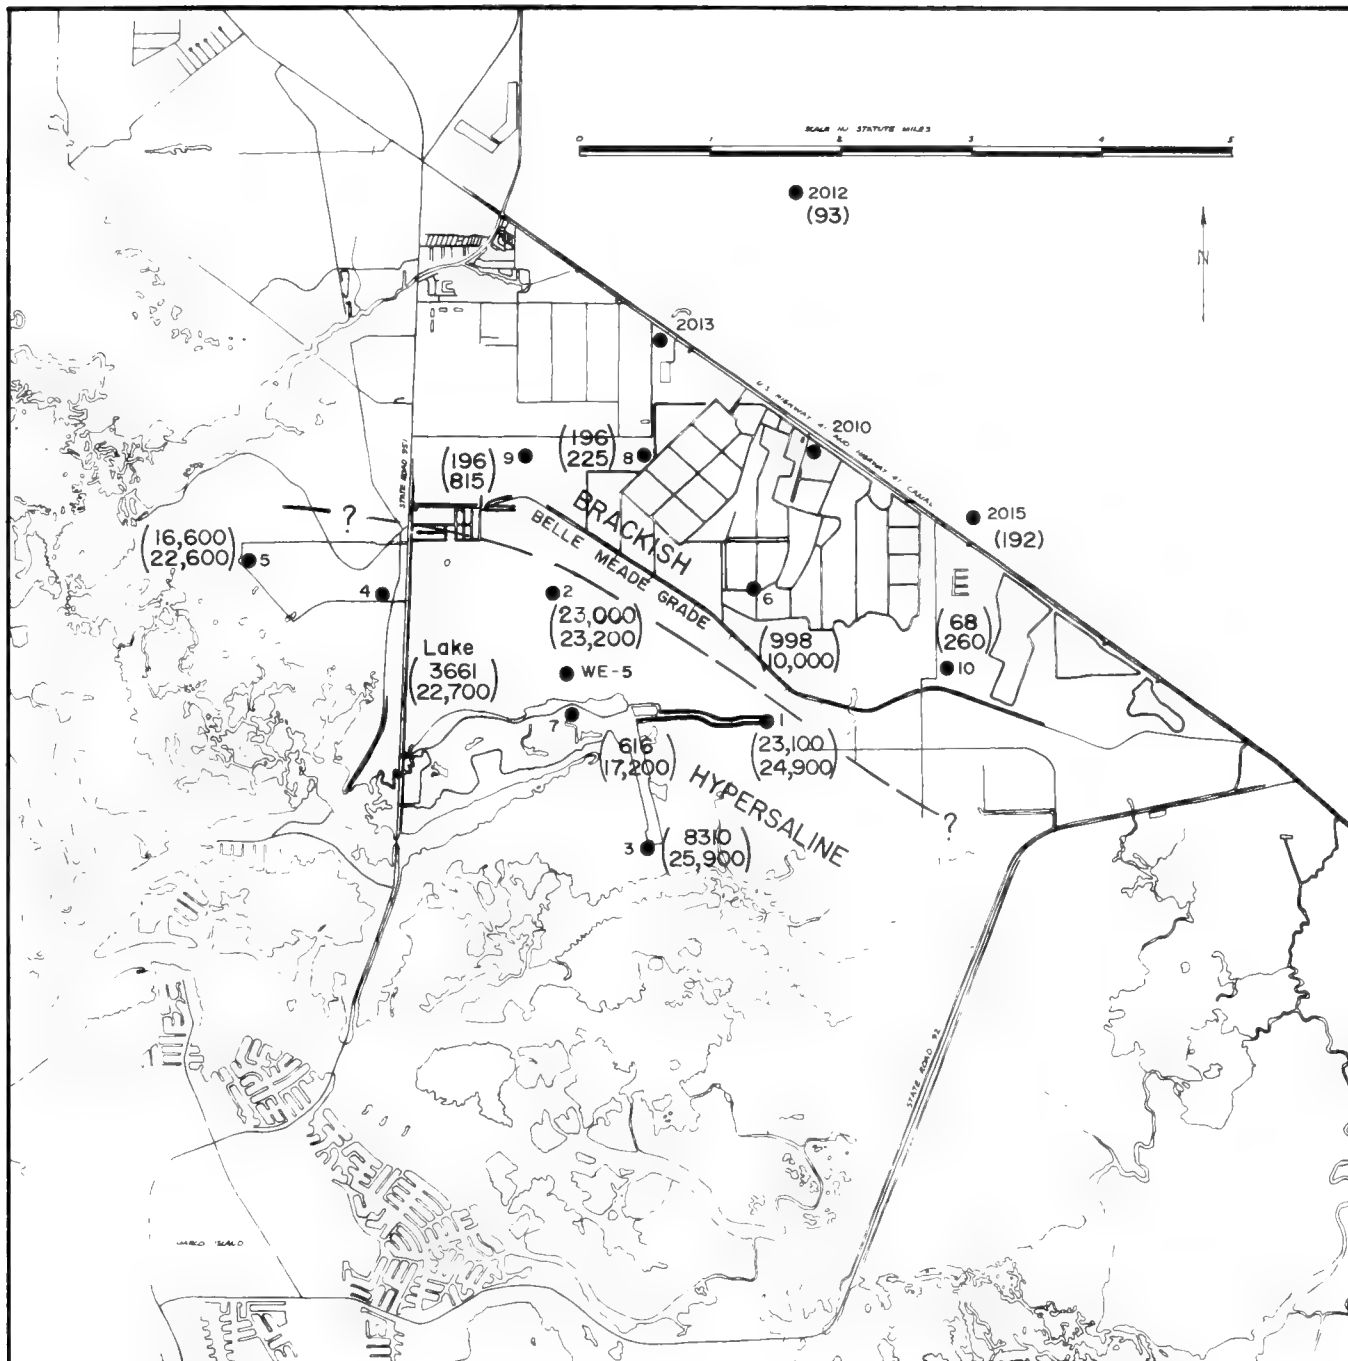 SCALE IN STATUTE MILES
0 1 2 3 4 5
2012
(93)
N
2013
U.S. HIGHWAY 41 AND
HIGHWAY 41 CANAL
2010
STATE ROAD 951
(196
815)
9
(196
225)
8
2015
(192)
?
BRACKISH
BELLE MEADE GRADE
(16,600
22,600)
5
4
2
(23,000
23,200)
6
(998
10,000)
(68
260)
10
Lake
(3661
22,700)
WE-5
7
1
(616
17,200)
(23,100
24,900)
HYPERSALINE
?
3
(8310
25,900)
STATE ROAD 92
MARCO ISLAND